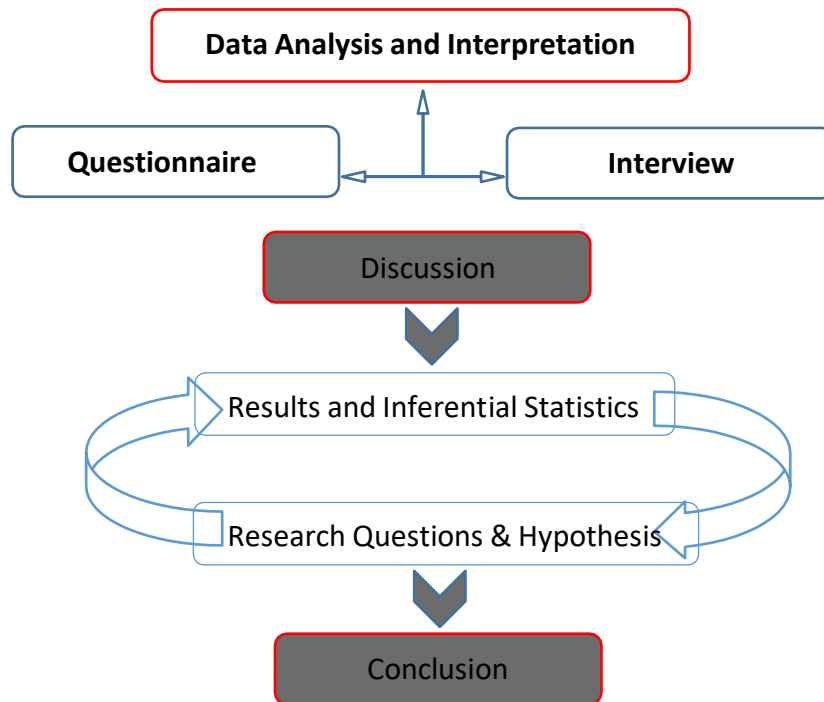 Data Analysis and Interpretation
Questionnaire
Interview
Discussion
Results and Inferential Statistics
Research Questions & Hypothesis
Conclusion